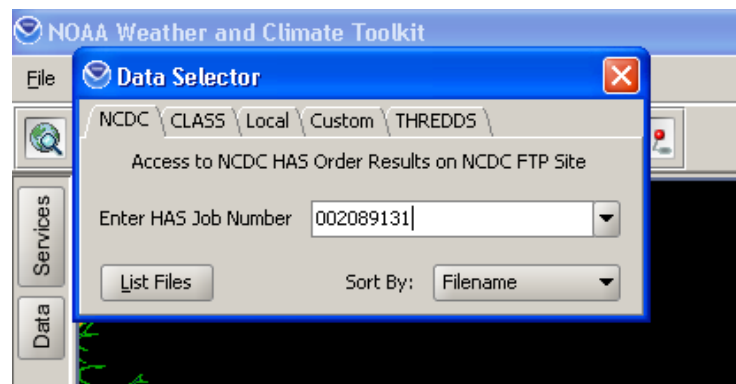 NOAA Weather and Climate Toolkit
File
Data Selector
NCDC CLASS Local Custom THREDDS
Access to NCDC HAS Order Results on NCDC FTP Site
Enter HAS Job Number 002089131
List Files Sort By: Filename
Services
Data